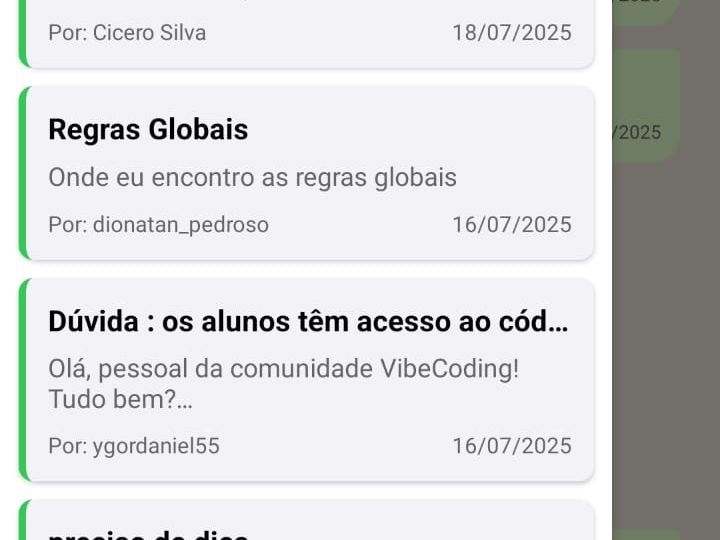 Por: Cicero Silva 18/07/2025
Regras Globais
Onde eu encontro as regras globais
Por: dionatan_pedroso 16/07/2025
/2025
Dúvida : os alunos têm acesso ao cód...
Olá, pessoal da comunidade VibeCoding!
Tudo bem?...
Por: ygordaniel55 16/07/2025